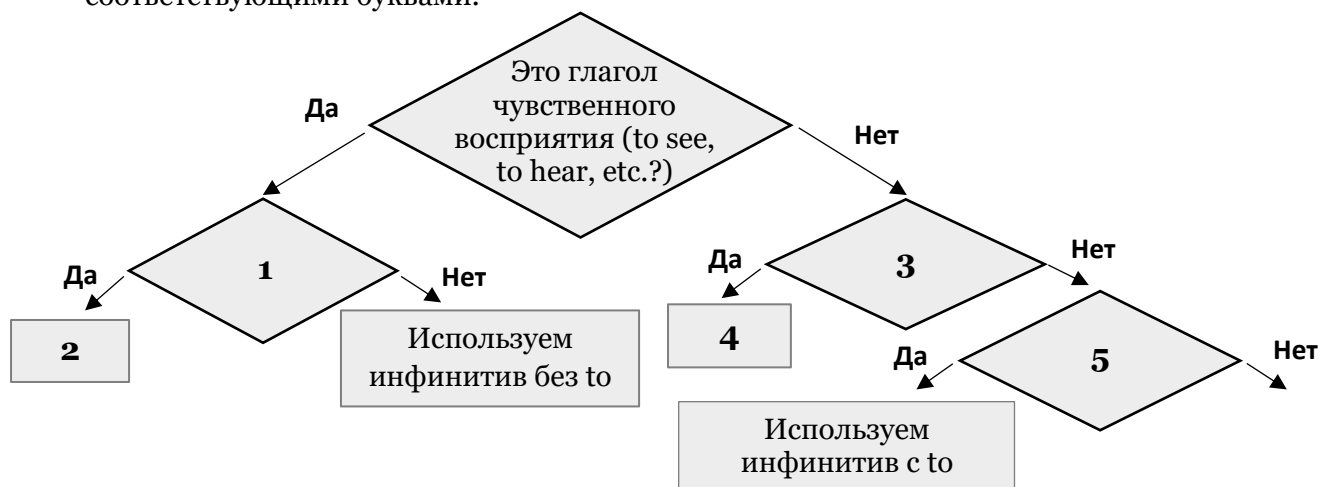 соответствующими буквами.
Это глагол
чувственного
восприятия (to see,
to hear, etc.?)
Да
Нет
1
Да
Нет
2
Используем
инфинитив без to
3
Да
Нет
4
5
Да
Нет
Используем
инфинитив с to